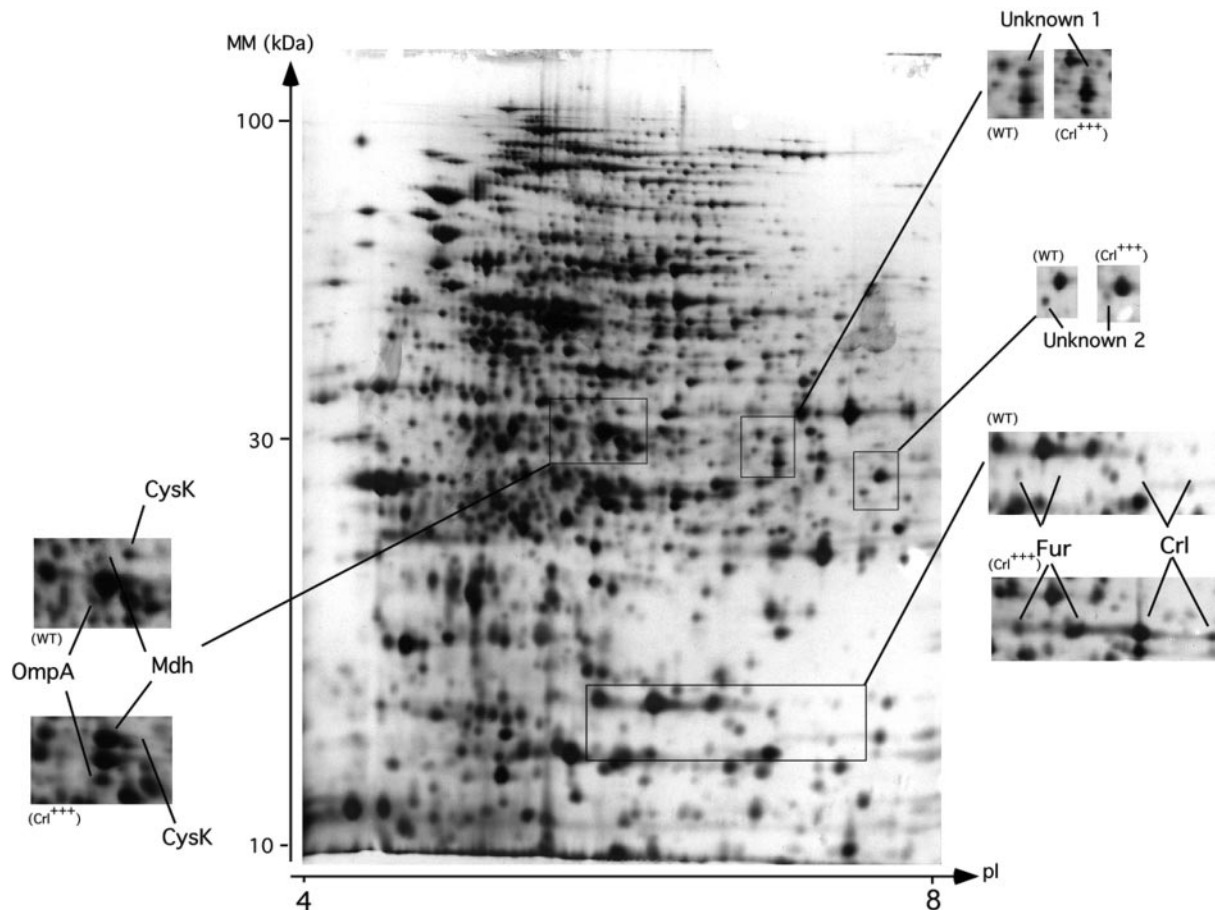 MM (kDa)
100
30
10
4
8
pI
Unknown 1
(WT)
(Crl+++)
(WT)
(Crl+++)
Unknown 2
(WT)
Fur
Crl
(Crl+++)
CysK
(WT)
OmpA
Mdh
(Crl+++)
CysK